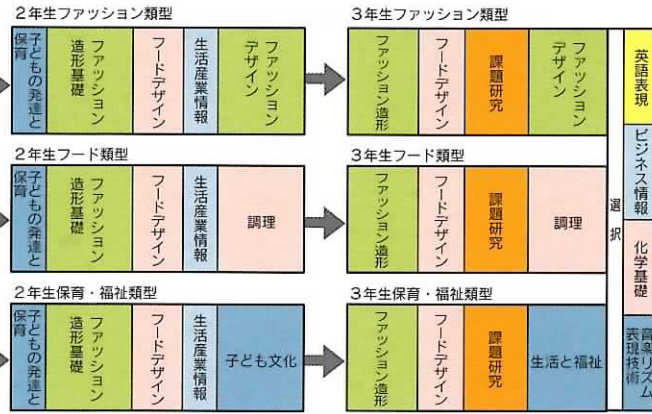 2年生ファッション類型
子どもの発達と
保育
ファッション
造形基礎
フードデザイン
生活産業情報
ファッション
デザイン
3年生ファッション類型
ファッション造形
フードデザイン
課題研究
ファッション
デザイン
2年生フード類型
子どもの発達と
保育
ファッション
造形基礎
フードデザイン
生活産業情報
調理
3年生フード類型
ファッション造形
フードデザイン
課題研究
調理
2年生保育・福祉類型
子どもの発達と
保育
ファッション
造形基礎
フードデザイン
生活産業情報
子ども文化
3年生保育・福祉類型
ファッション造形
フードデザイン
課題研究
生活と福祉
選択
英語表現
ビジネス情報
化学基礎
音楽リズム
表現技術